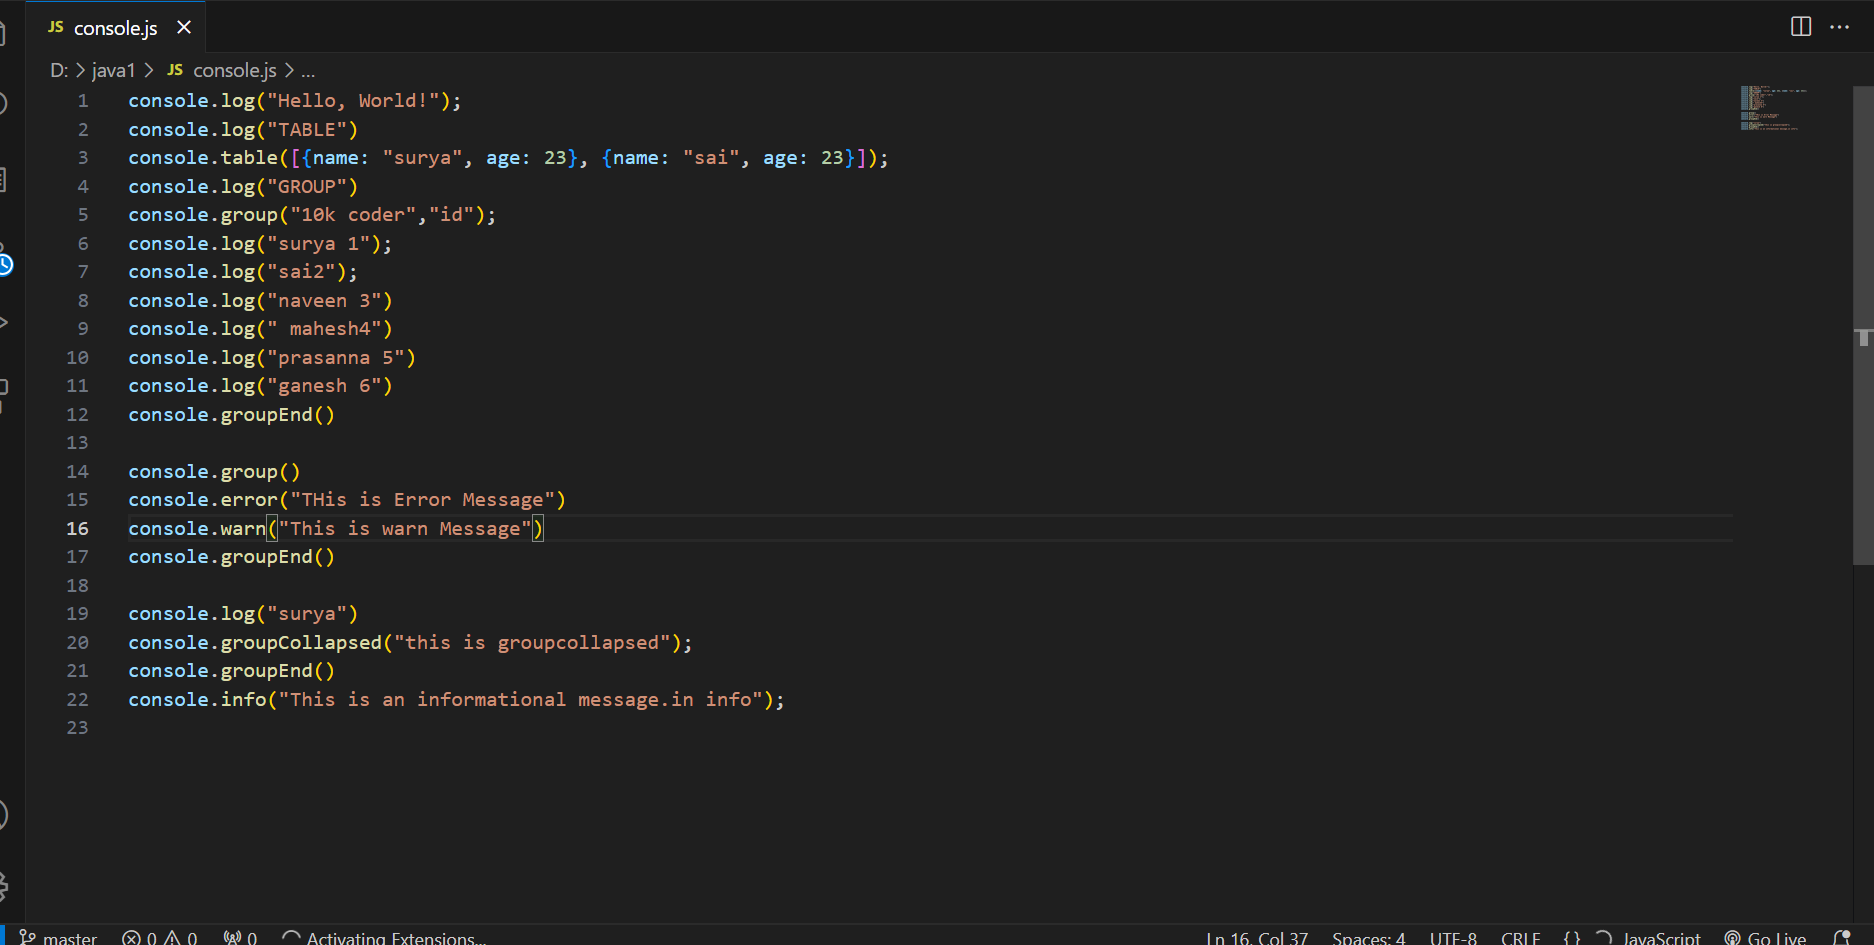 JS console.js
D: > java1 > JS console.js > ...
1 console.log("Hello, World!");
2 console.log("TABLE")
3 console.table([{name: "surya", age: 23}, {name: "sai", age: 23}]);
4 console.log("GROUP")
5 console.group("10k coder","id");
6 console.log("surya 1");
7 console.log("sai2");
8 console.log("naveen 3")
9 console.log(" mahesh4")
10 console.log("prasanna 5")
11 console.log("ganesh 6")
12 console.groupEnd()
13
14 console.group()
15 console.error("THis is Error Message")
16 console.warn("This is warn Message")
17 console.groupEnd()
18
19 console.log("surya")
20 console.groupCollapsed("this is groupcollapsed");
21 console.groupEnd()
22 console.info("This is an informational message.in info");
23
master 0 0 0 Activating Extensions... Ln 16, Col 37 Spaces: 4 UTF-8 CRLF {} JavaScript Go Live